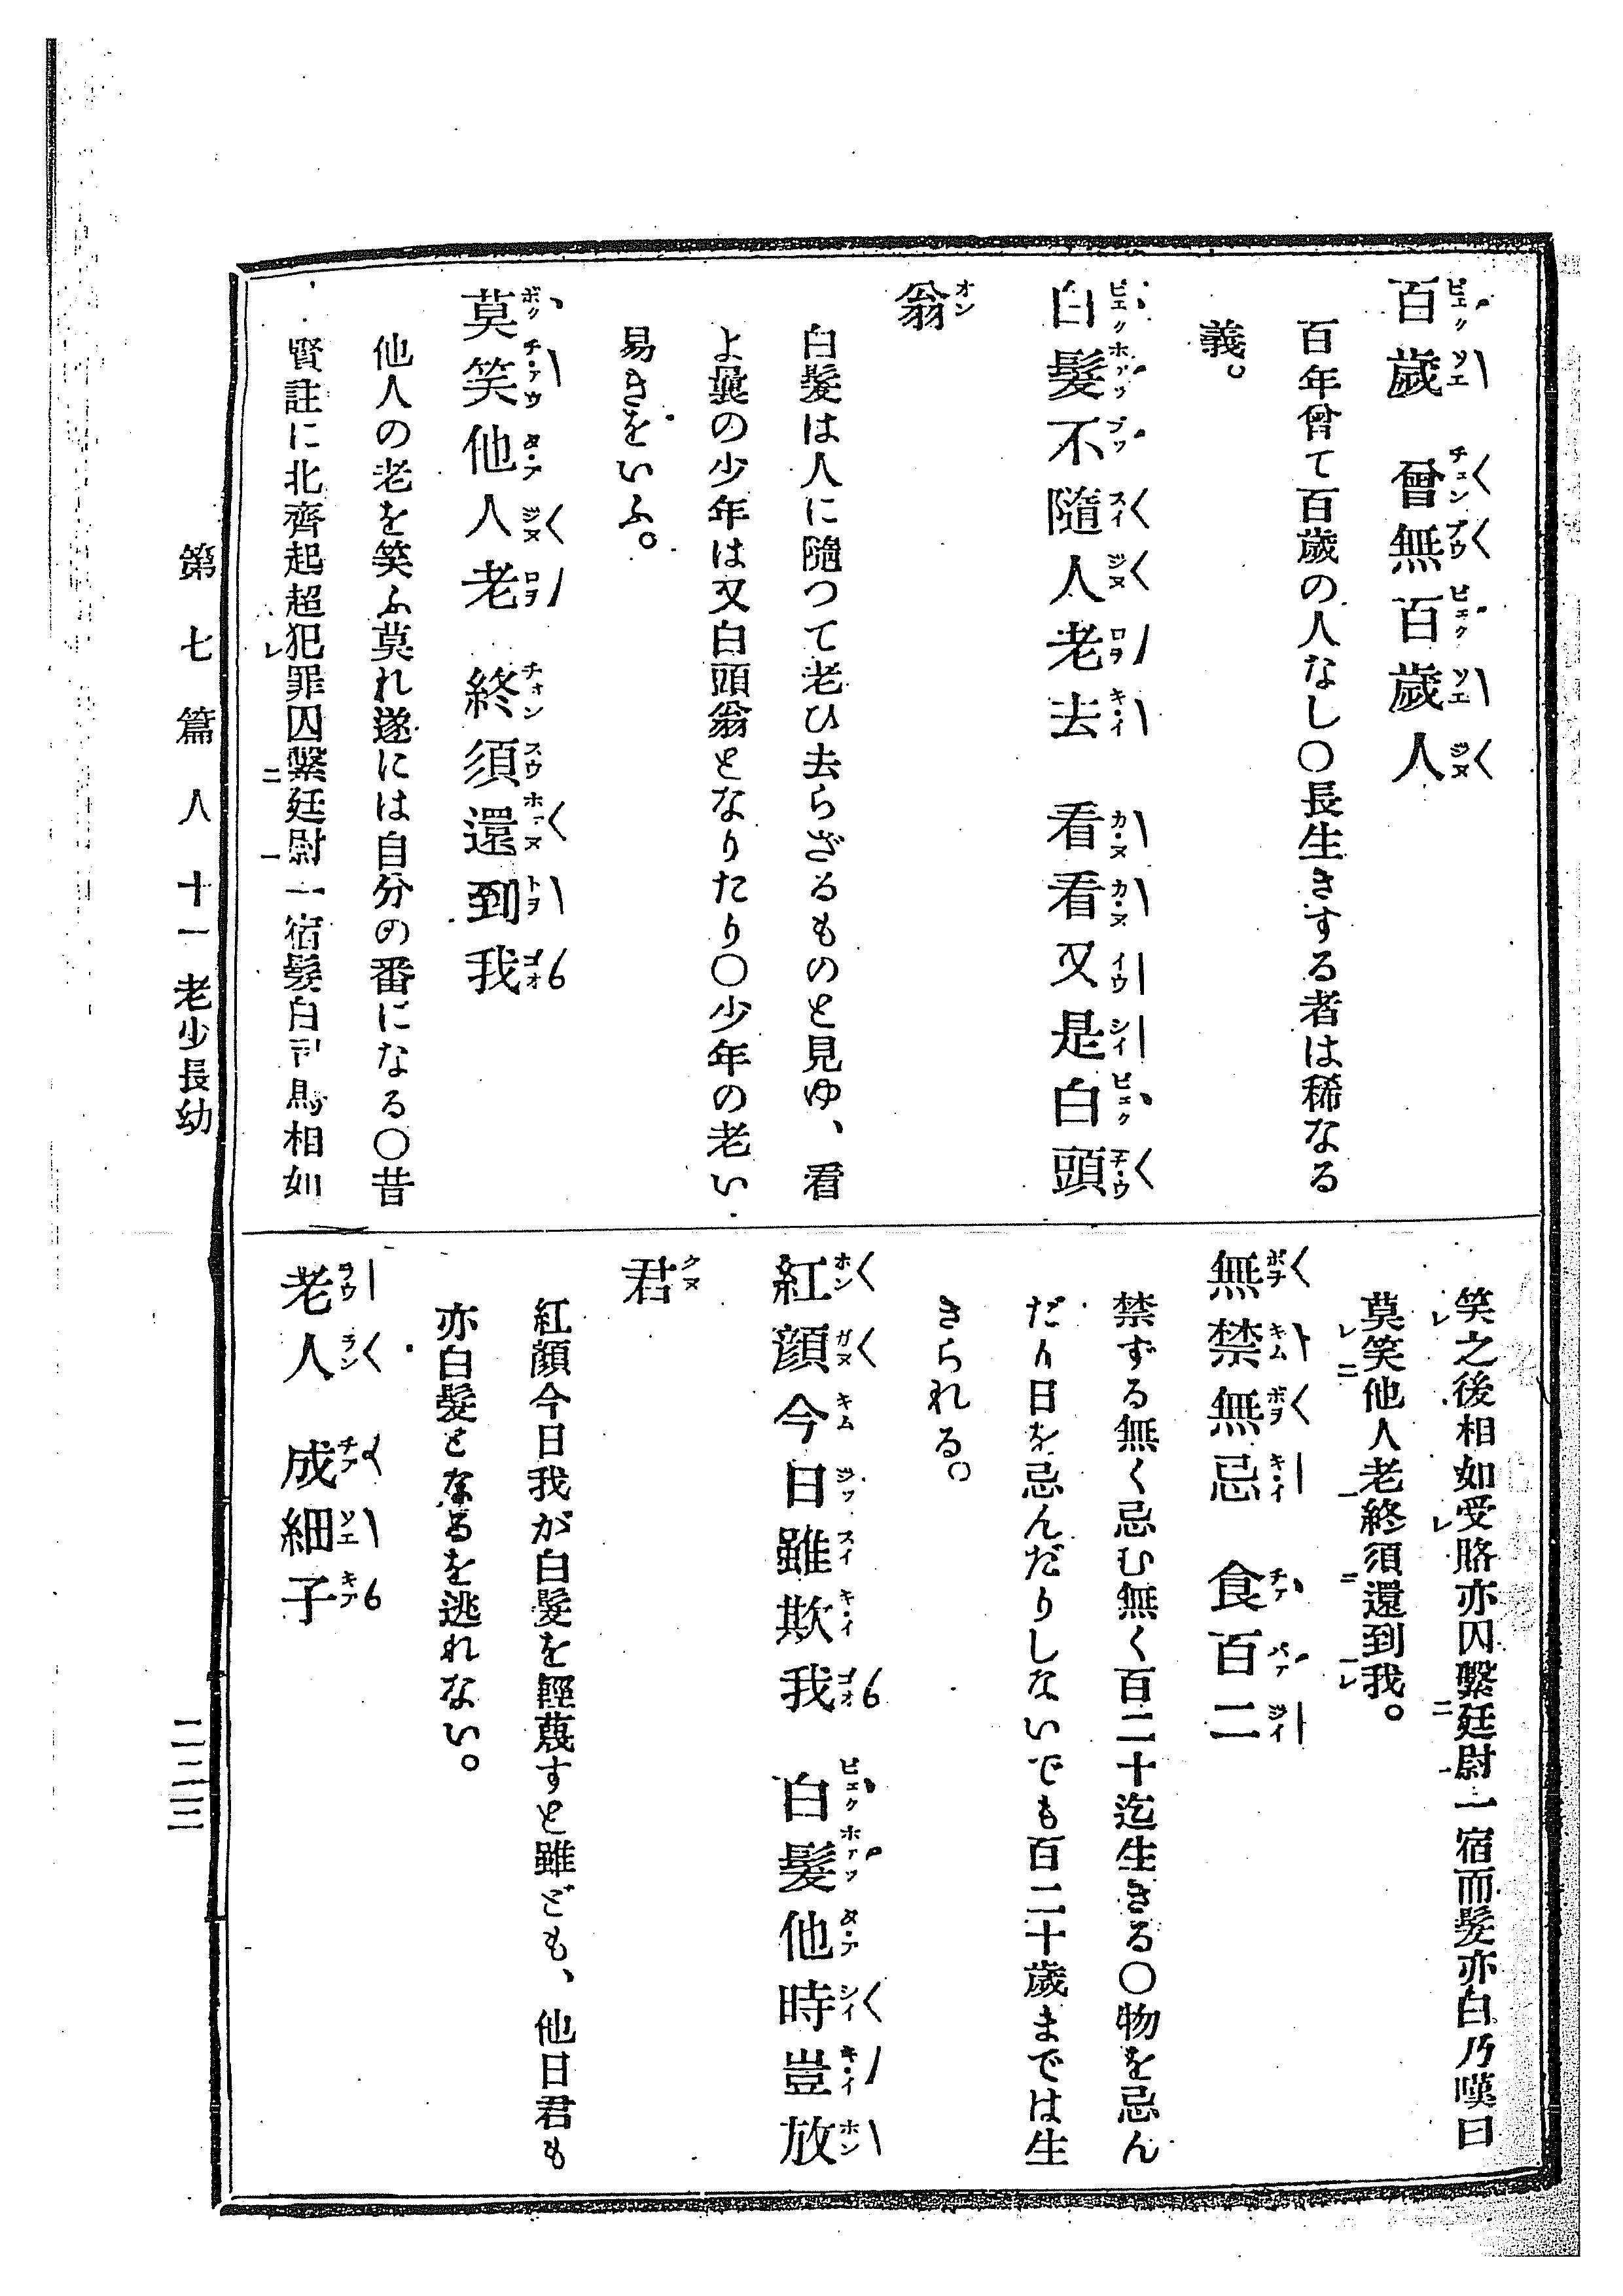 百歲　曾無百歲人
百年曾て百歲の人なし〇長生きする者は稀なる
義。
白髮不隨人老去　看看又是白頭
翁
白髮は人に隨つて老ひ去らざるものと見ゆ、看
よ曩の少年は又白頭翁となりたり〇少年の老い
易きをいふ。
莫笑他人老　終須還到我
他人の老を笑ふ莫れ遂には自分の番になる〇昔
賢註に北齊起超犯罪囚繫廷尉一宿髮白司馬相如
笑之後相如受賂亦囚繫廷尉一宿而髮亦白乃嘆曰
莫笑他人老終須還到我。
無禁無忌　食百二
禁ずる無く忌む無く百二十迄生きる〇物を忌ん
だり日を忌んだりしないでも百二十歲までは生
きられる。
紅顏今日雖欺我　白髮他時豈放
君
紅顏今日我が白髮を輕蔑すと雖ども、他日君も
亦白髮となるを逃れない。
老人　成細子
第七篇　人　十一　老少長幼
二二三